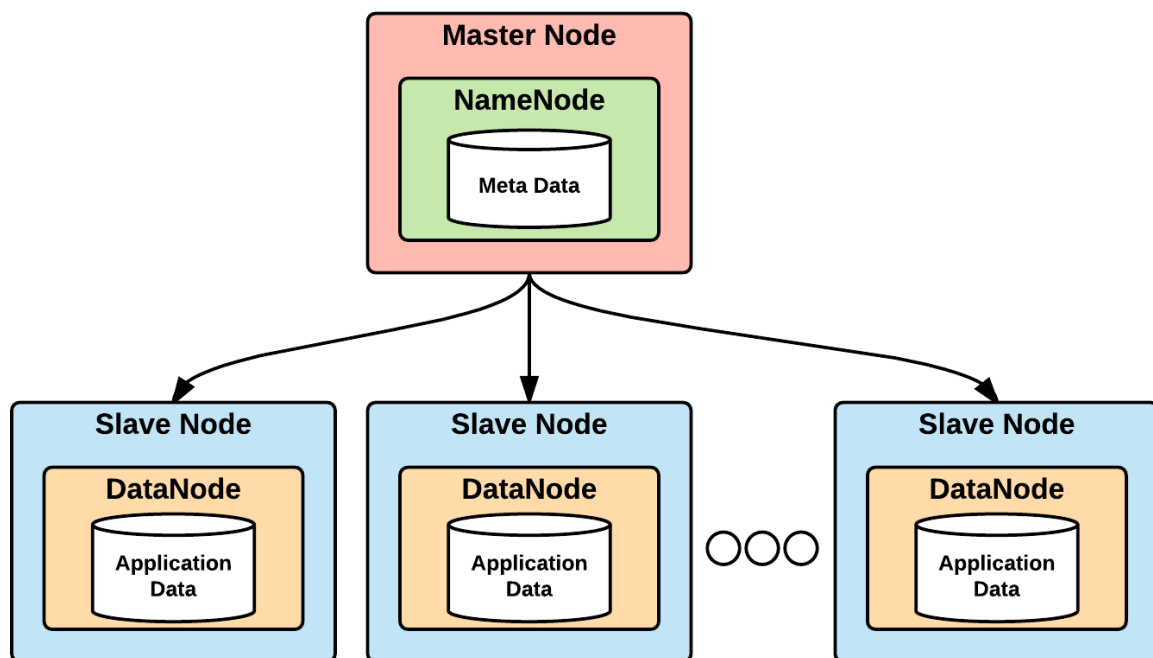 Master Node
NameNode
Meta Data
Slave Node
DataNode
Application
Data
Slave Node
DataNode
Application
Data
Slave Node
DataNode
Application
Data